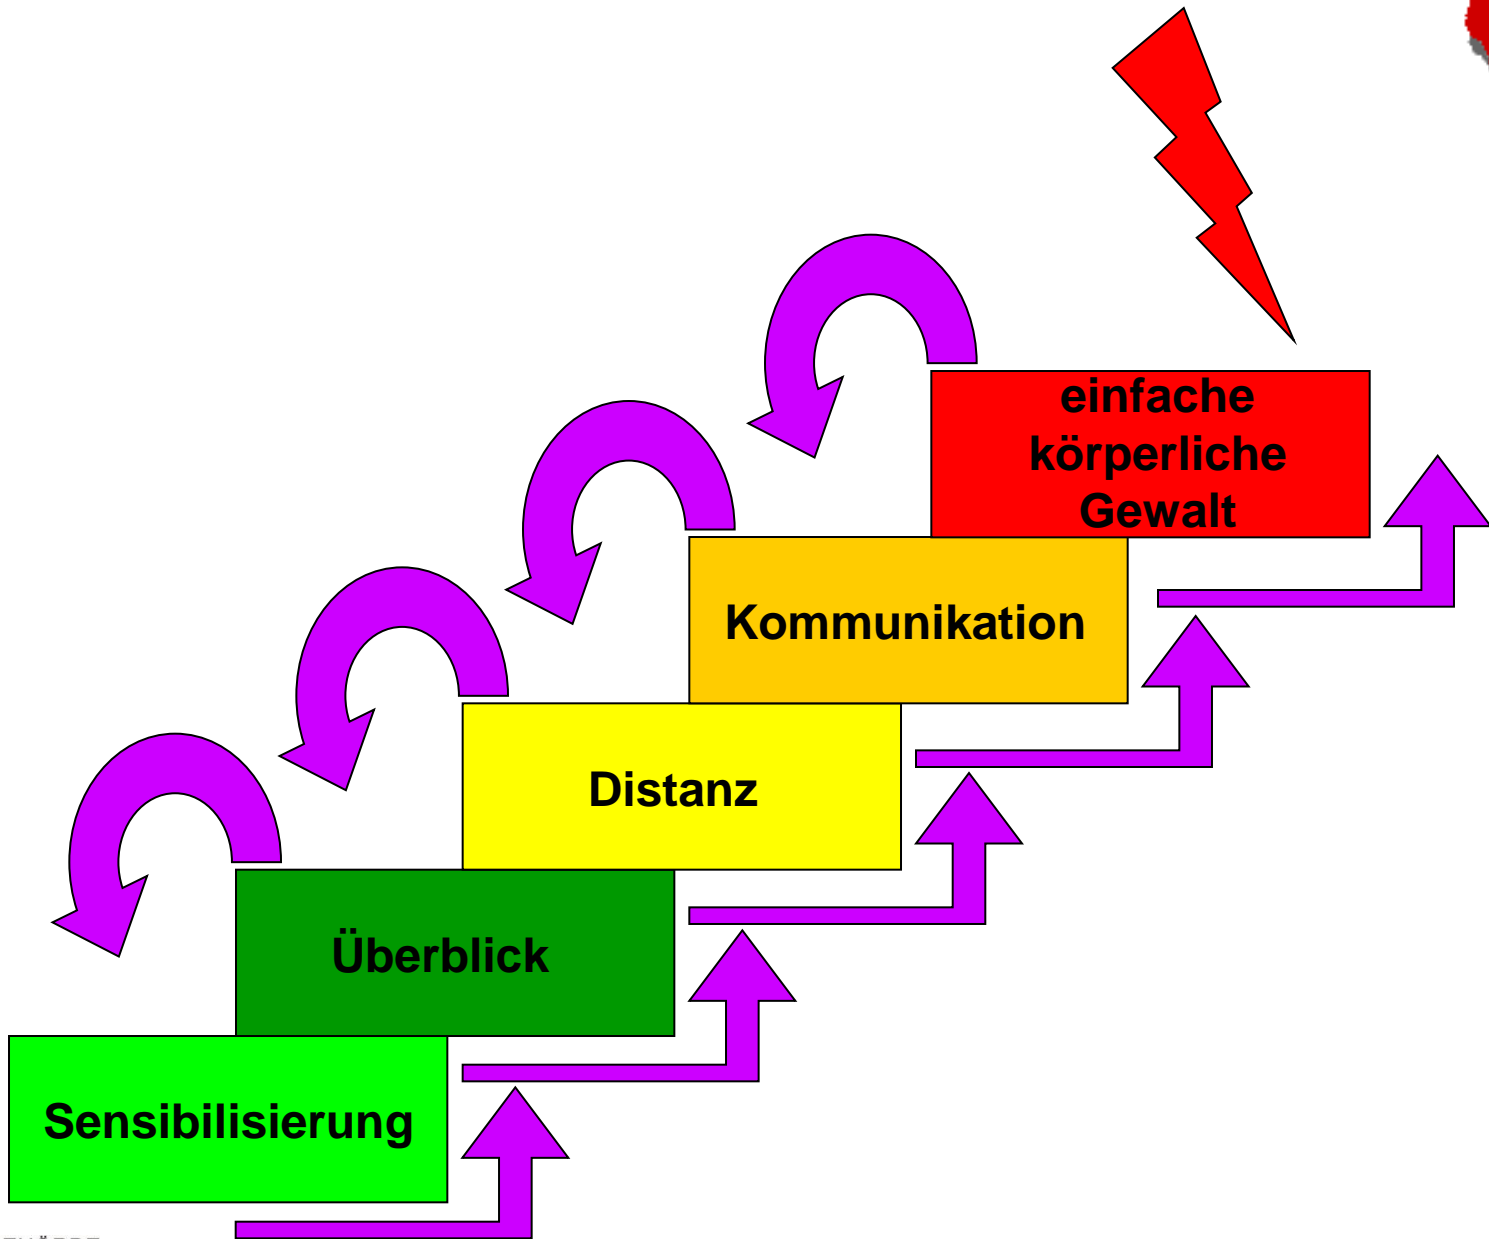 einfache
körperliche
Gewalt
Kommunikation
Distanz
Überblick
Sensibilisierung